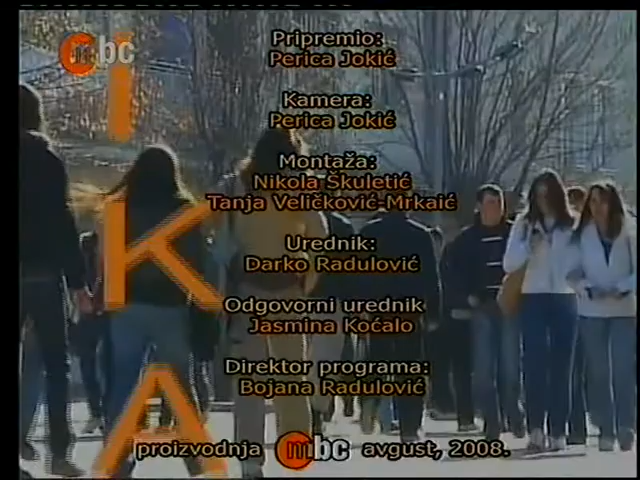 mbc
I
K
A
Pripremio:
Perica Jokić
Kamera:
Perica Jokić
Montaža:
Nikola Škuletić
Tanja Veličković-Mrkaić
Urednik:
Darko Radulović
Odgovorni urednik
Jasmina Koćalo
Direktor programa:
Bojana Radulović
proizvodnja mbc avgust, 2008.